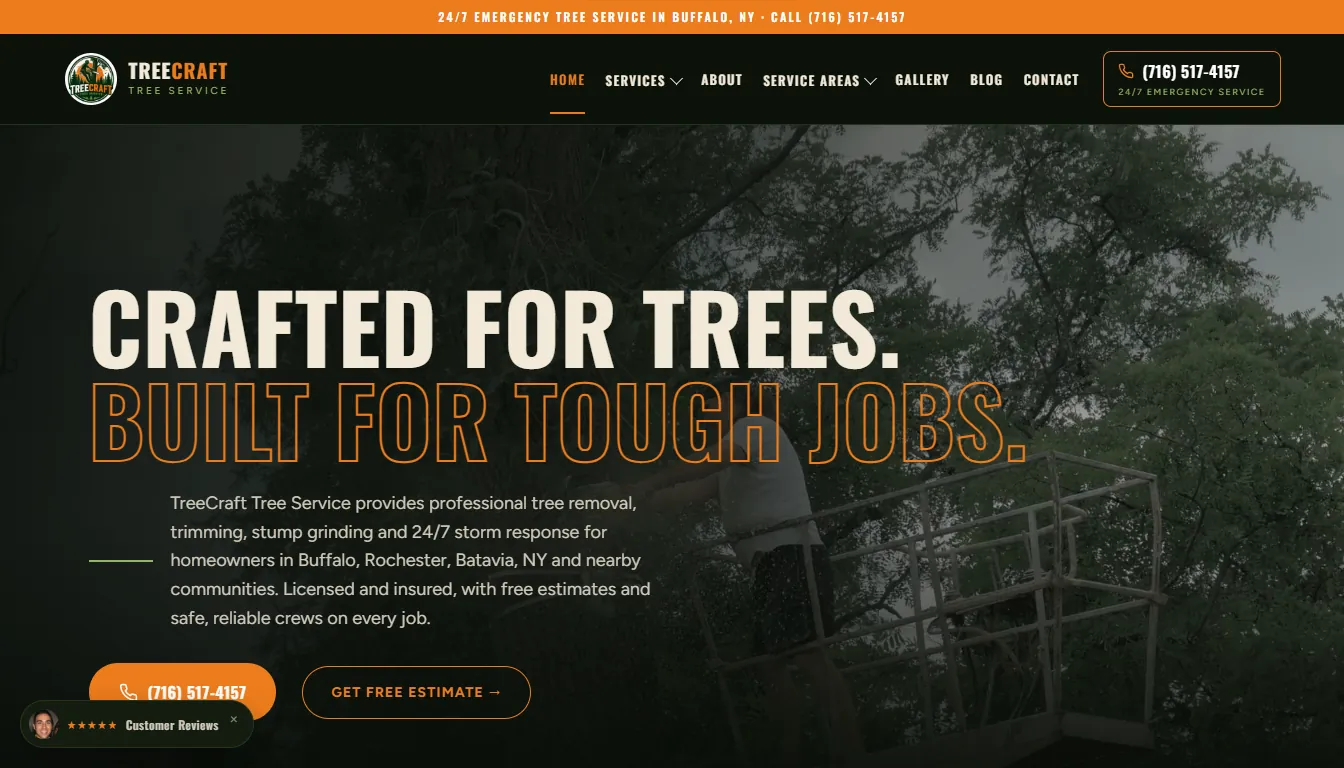 24/7 EMERGENCY TREE SERVICE IN BUFFALO, NY · CALL (716) 517-4157
TREECRAFT
TREECRAFT
TREE SERVICE
HOME SERVICES ABOUT SERVICE AREAS GALLERY BLOG CONTACT
(716) 517-4157
24/7 EMERGENCY SERVICE
CRAFTED FOR TREES.
BUILT FOR TOUGH JOBS.
TreeCraft Tree Service provides professional tree removal,
trimming, stump grinding and 24/7 storm response for
homeowners in Buffalo, Rochester, Batavia, NY and nearby
communities. Licensed and insured, with free estimates and
safe, reliable crews on every job.
(716) 517-4157
GET FREE ESTIMATE →
★★★★★ Customer Reviews ×